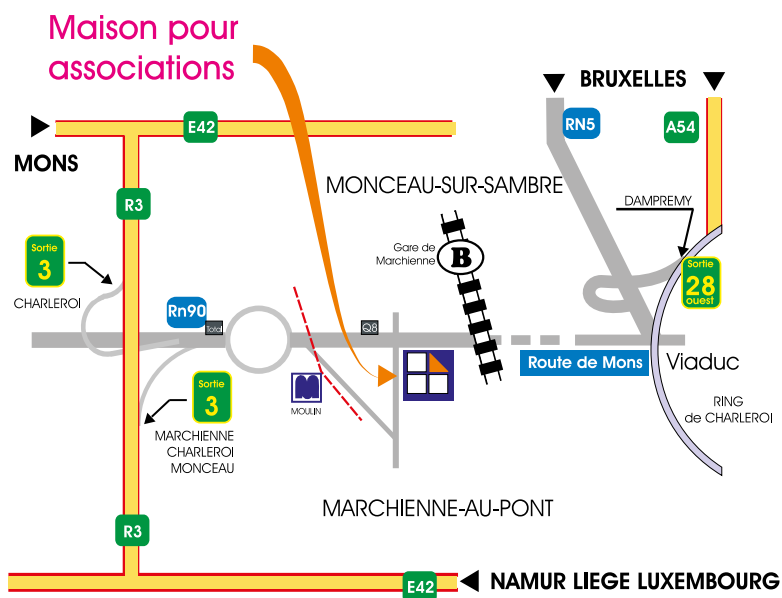 Maison pour
associations
BRUXELLES
E42
RN5
A54
MONS
MONCEAU-SUR-SAMBRE
R3
DAMPREMY
Sortie
3
Gare de
Marchienne
B
Sortie
28
ouest
CHARLEROI
Rn90
Total
Q8
Route de Mons
Viaduc
Sortie
3
MOULIN
RING
de CHARLEROI
MARCHIENNE
CHARLEROI
MONCEAU
MARCHIENNE-AU-PONT
R3
E42
NAMUR LIEGE LUXEMBOURG